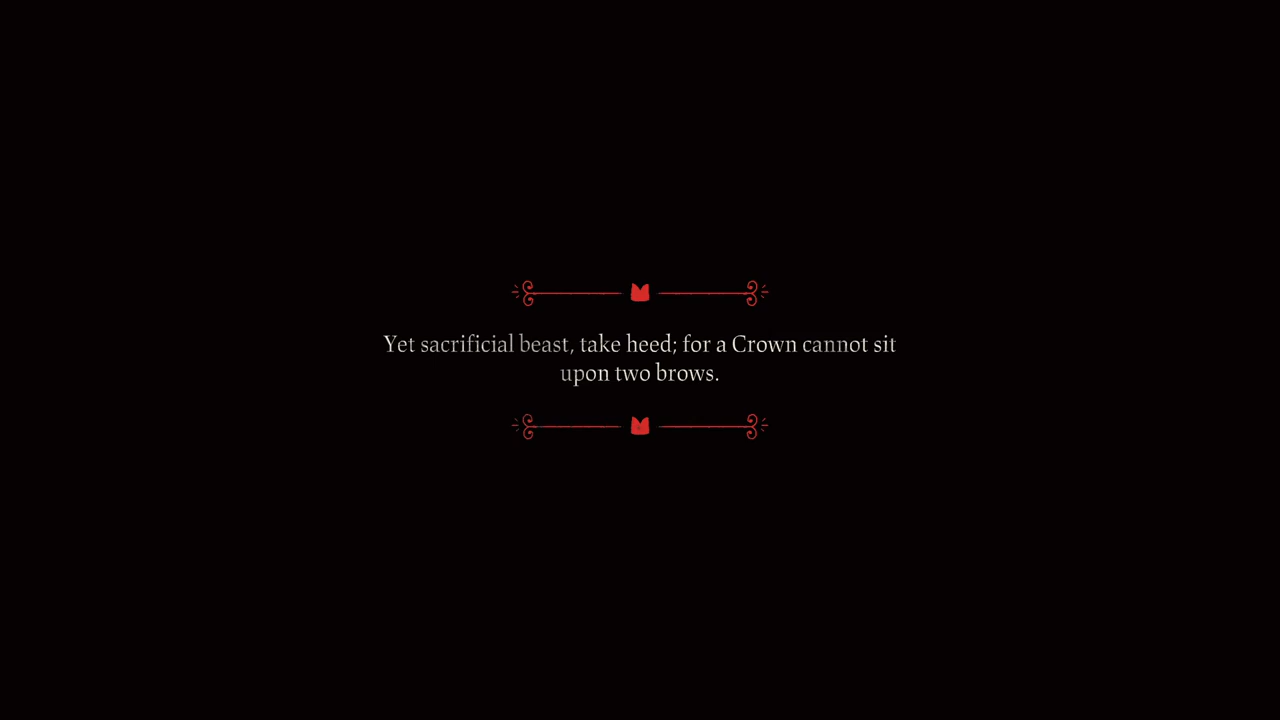 Yet sacrificial beast, take heed; for a Crown cannot sit
upon two brows.